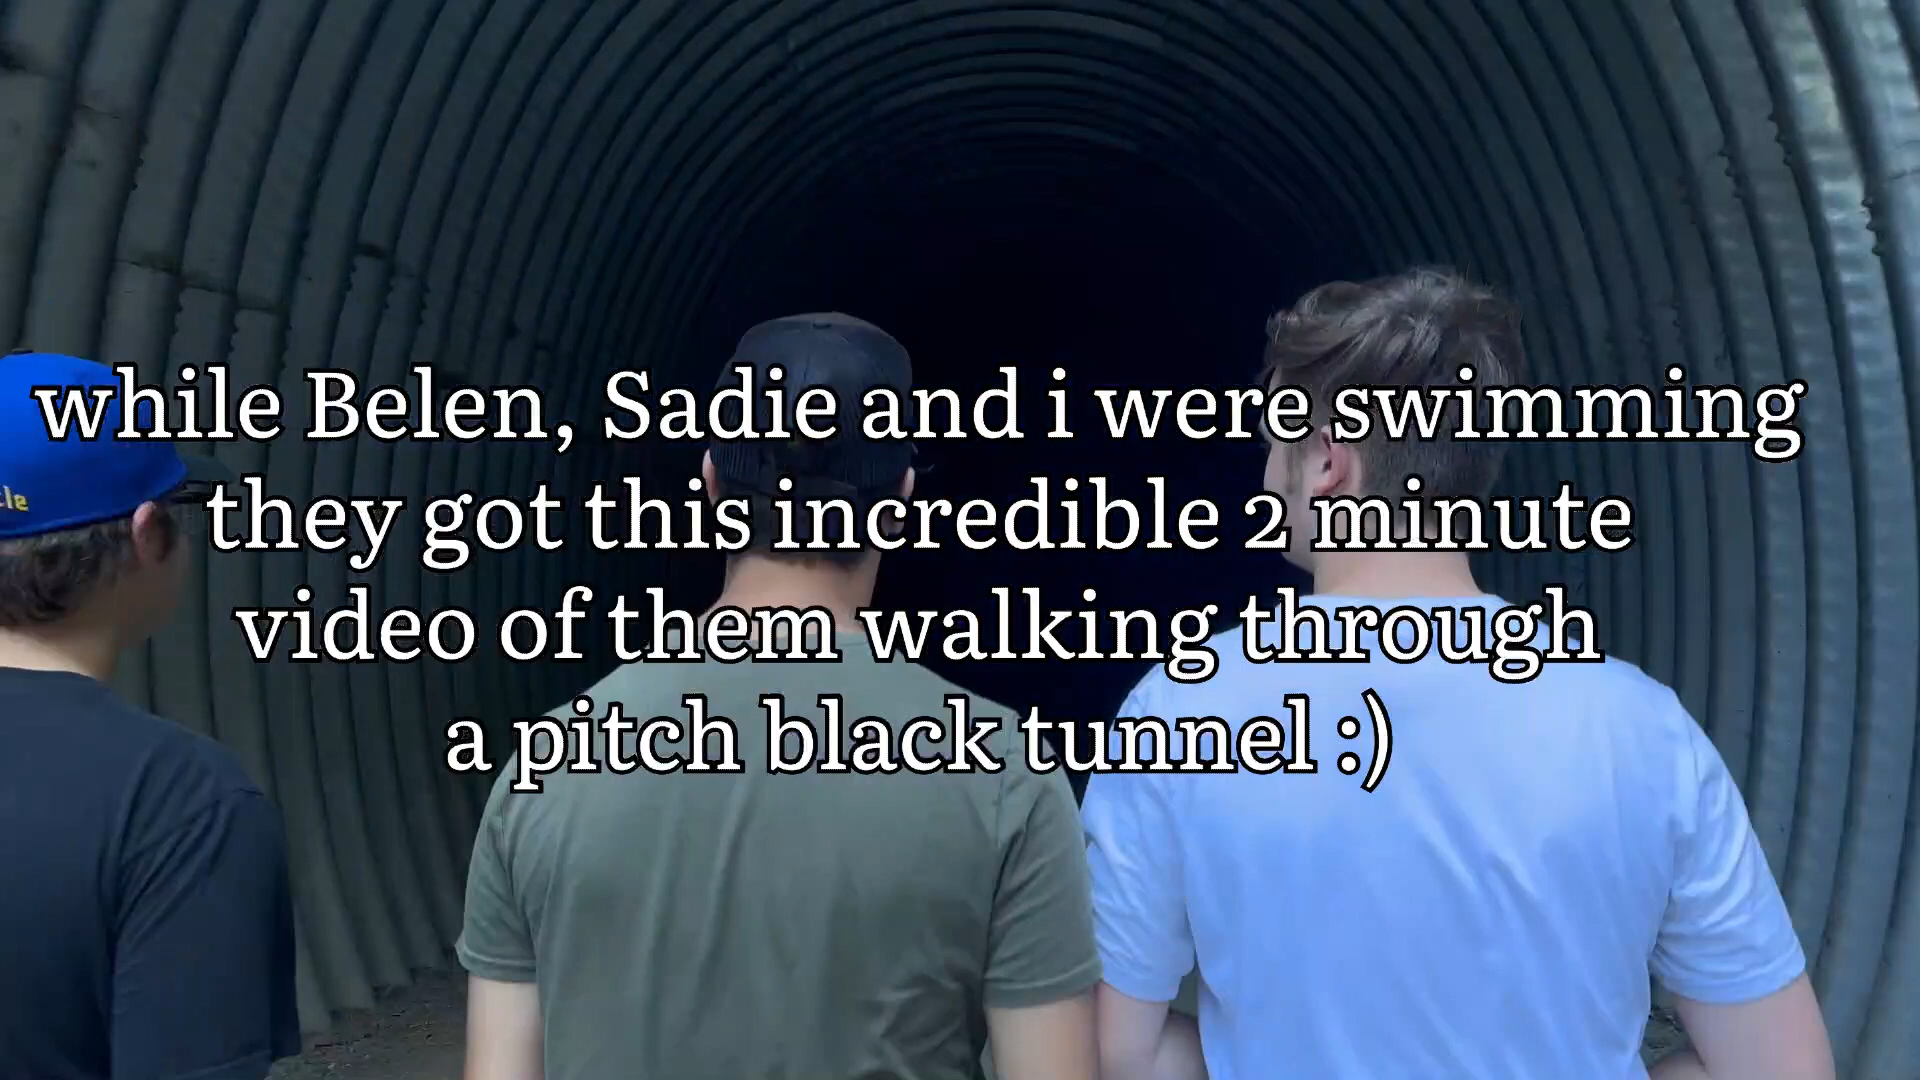 while Belen, Sadie and i were swimming
they got this incredible 2 minute
video of them walking through
a pitch black tunnel :)